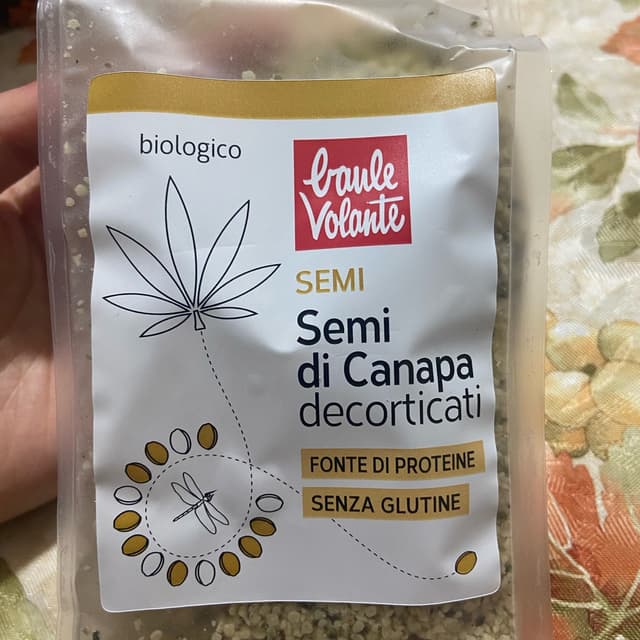 biologico
baule
Volante
SEMI
Semi
di Canapa
decorticati
FONTE DI PROTEINE
SENZA GLUTINE